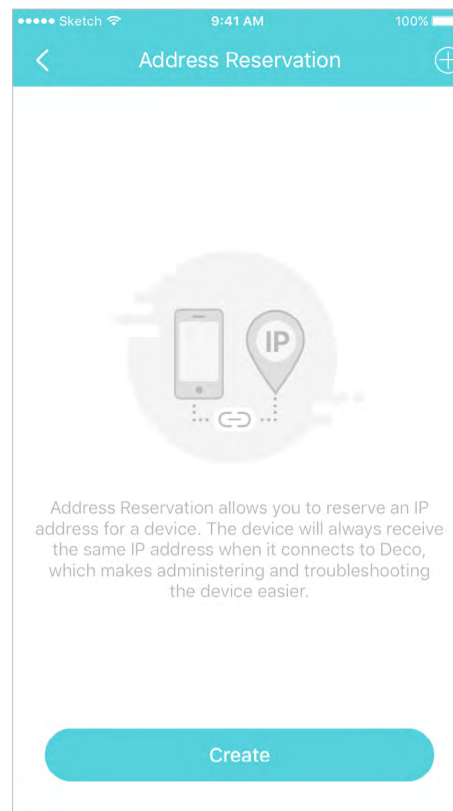 Sketch 9:41 AM 100%
Address Reservation
IP
Address Reservation allows you to reserve an IP
address for a device. The device will always receive
the same IP address when it connects to Deco,
which makes administering and troubleshooting
the device easier.
Create